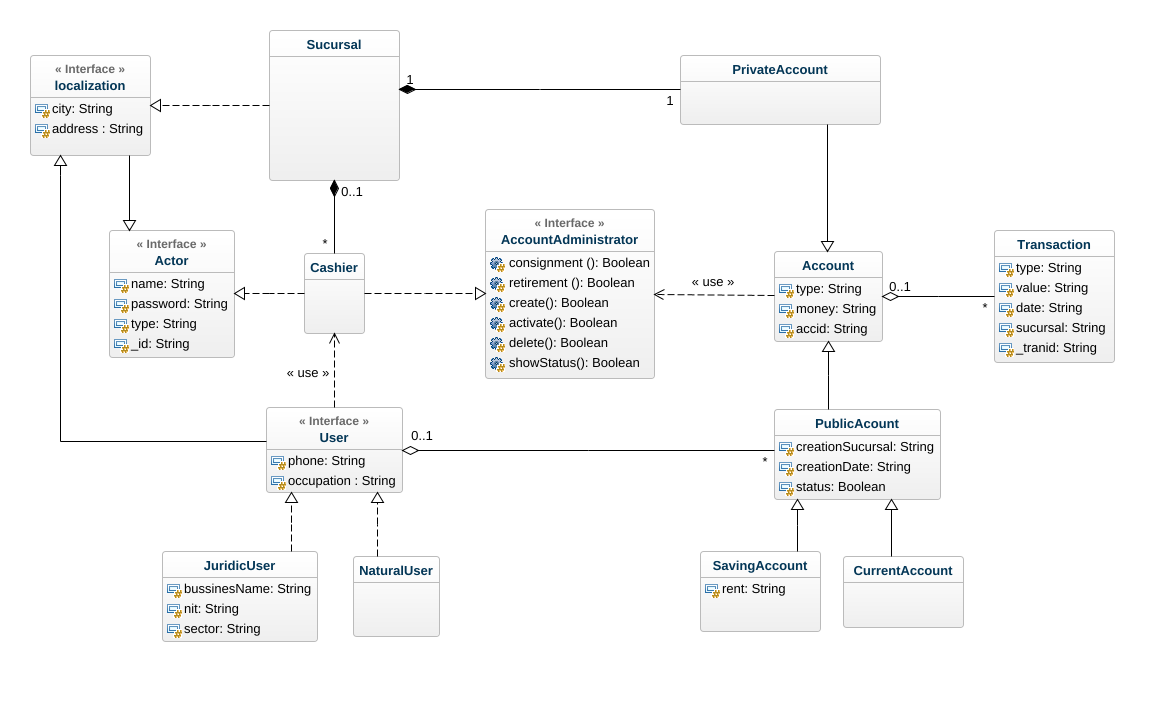 Sucursal
« Interface »
localization
city: String
address : String
PrivateAccount
1
1
0..1
*
« Interface »
Actor
name: String
password: String
type: String
_id: String
Cashier
« Interface »
AccountAdministrator
consignment (): Boolean
retirement (): Boolean
create(): Boolean
activate(): Boolean
delete(): Boolean
showStatus(): Boolean
« use »
Account
type: String
money: String
accid: String
0..1
*
Transaction
type: String
value: String
date: String
sucursal: String
_tranid: String
« use »
« Interface »
User
phone: String
occupation : String
0..1
*
PublicAcount
creationSucursal: String
creationDate: String
status: Boolean
JuridicUser
bussinesName: String
nit: String
sector: String
NaturalUser
SavingAccount
rent: String
CurrentAccount